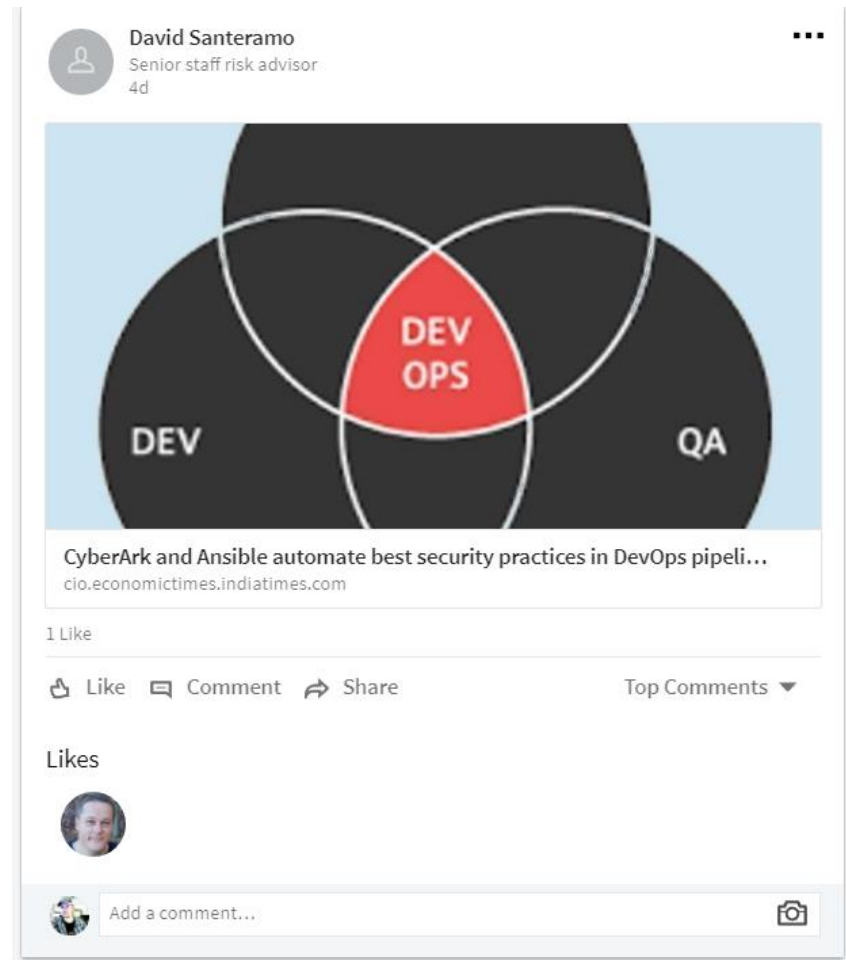 David Santeramo
Senior staff risk advisor
4d
DEV
OPS
DEV
QA
CyberArk and Ansible automate best security practices in DevOps pipeli...
cio.economictimes.indiatimes.com
1 Like
Like Comment Share Top Comments
Likes
Add a comment...